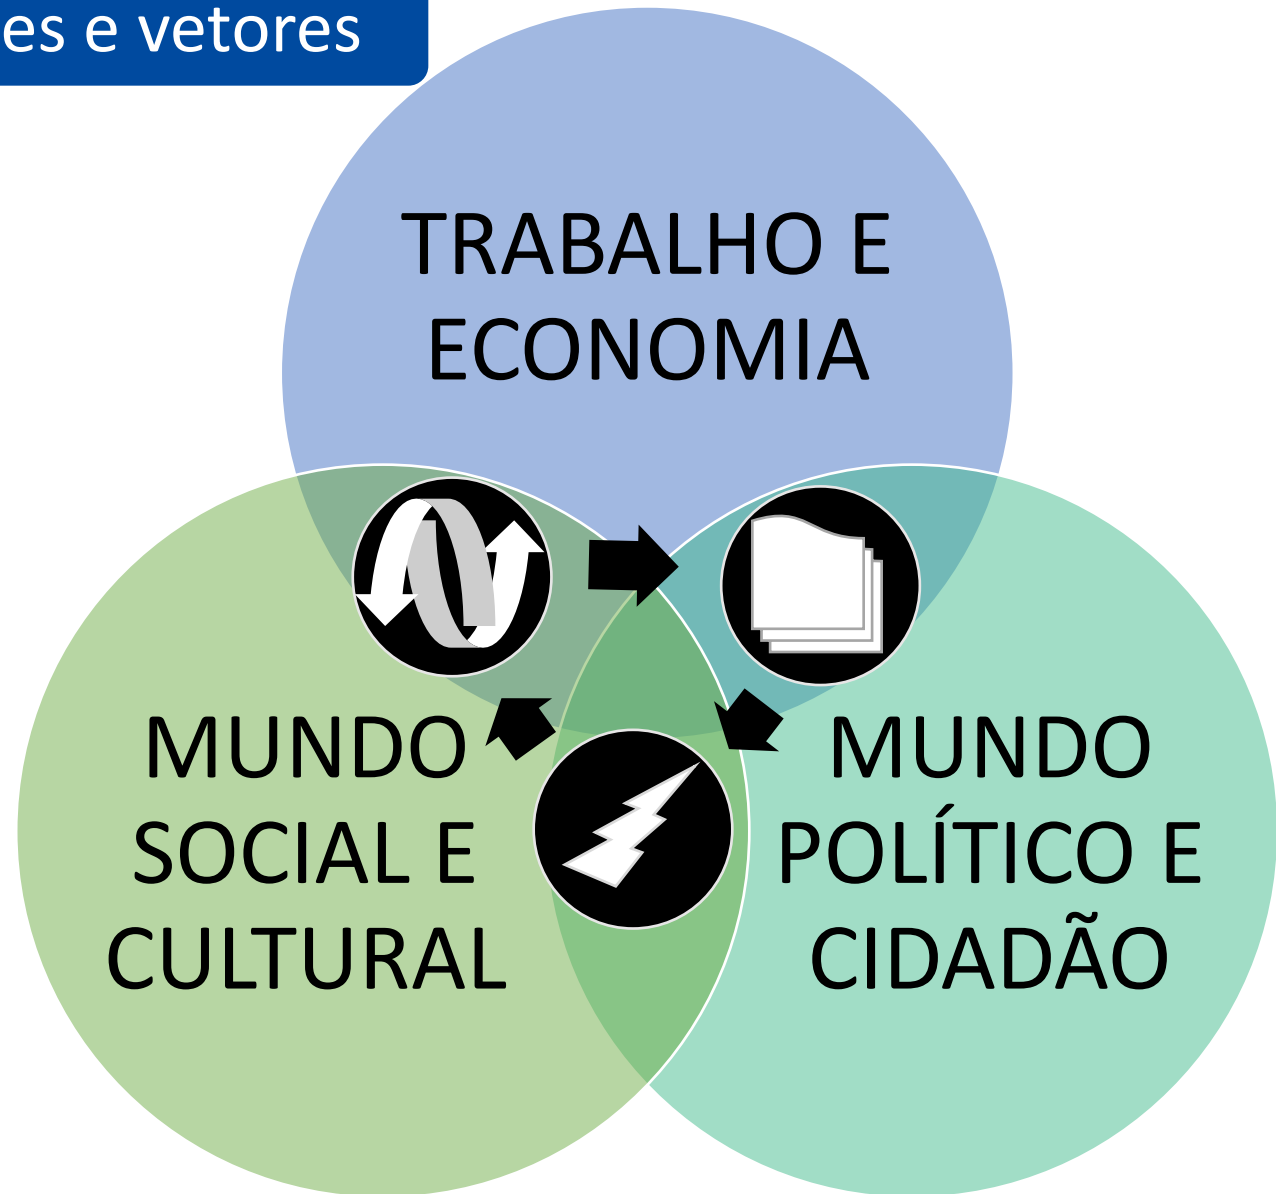 es e vetores
TRABALHO E
ECONOMIA
MUNDO
SOCIAL E
CULTURAL
MUNDO
POLÍTICO E
CIDADÃO